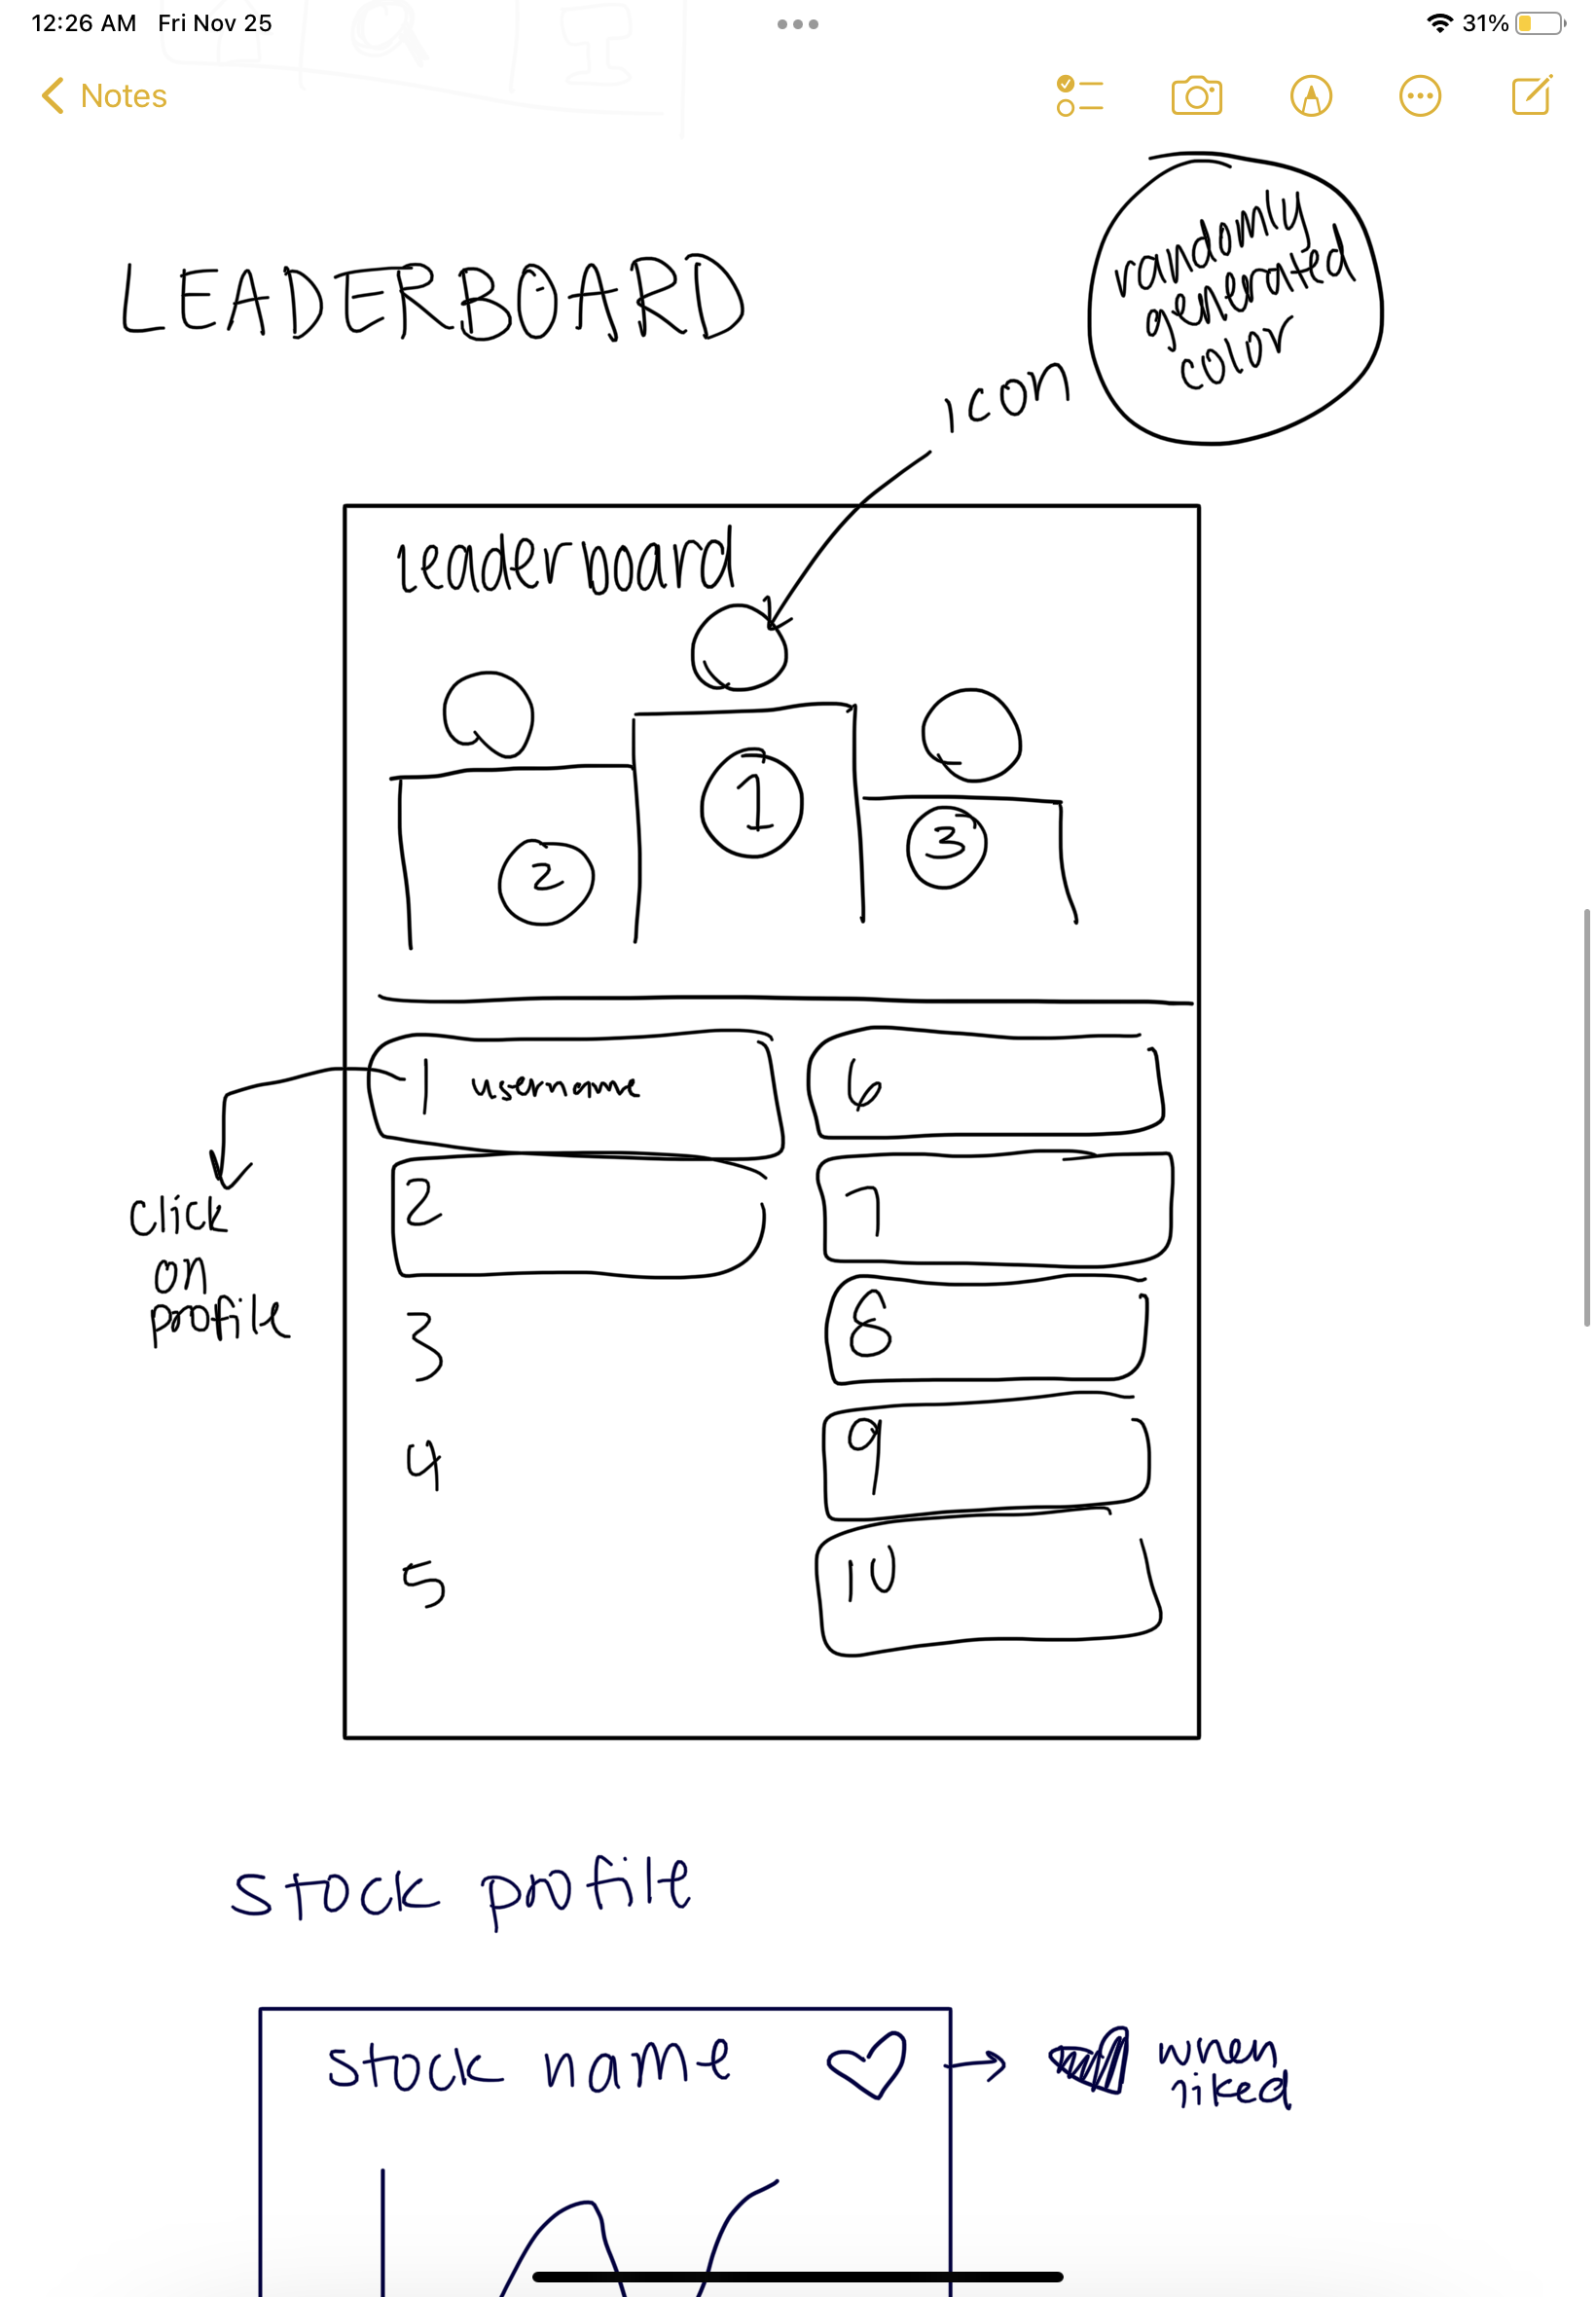 12:26 AM Fri Nov 25
31%
Notes
LEADERBOARD
randomly
generated
color
icon
leaderboard
1
2
3
1 username
6
2
7
click
on
profile
3
8
4
9
5
10
stock profile
stock name
when
liked